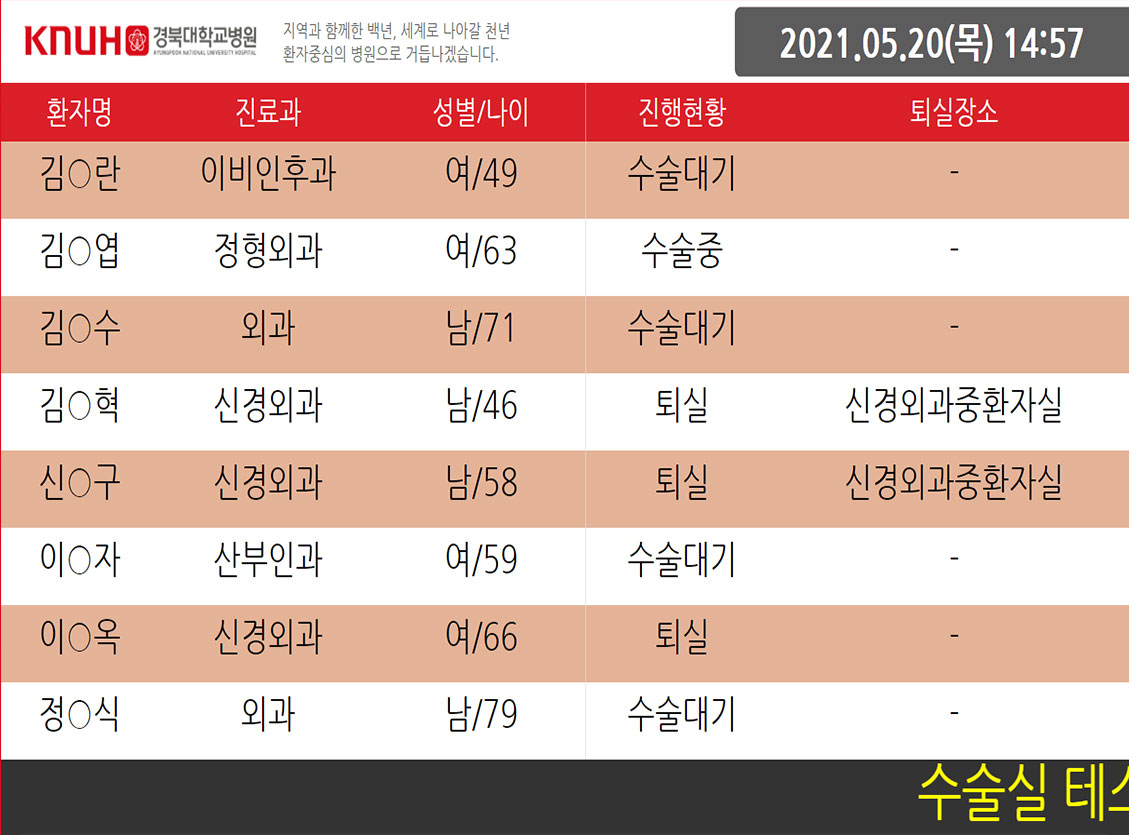 KNUH 경북대학교병원
KYUNGPOOK NATIONAL UNIVERSITY HOSPITAL
지역과 함께한 백년, 세계로 나아갈 천년
환자중심의 병원으로 거듭나겠습니다.
2021.05.20(목) 14:57
환자명 진료과 성별/나이 진행현황 퇴실장소
김○란 이비인후과 여/49 수술대기 -
김○엽 정형외과 여/63 수술중 -
김○수 외과 남/71 수술대기 -
김○혁 신경외과 남/46 퇴실 신경외과중환자실
신○구 신경외과 남/58 퇴실 신경외과중환자실
이○자 산부인과 여/59 수술대기 -
이○옥 신경외과 여/66 퇴실 -
정○식 외과 남/79 수술대기 -
수술실 테스